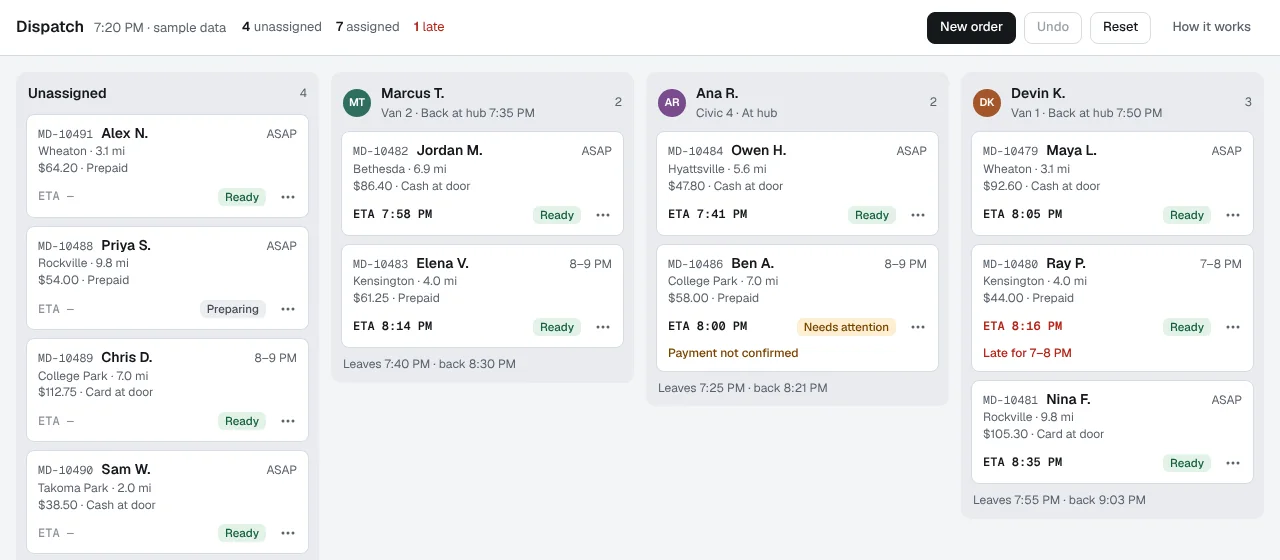 Dispatch 7:20 PM · sample data 4 unassigned 7 assigned 1 late
New order Undo Reset How it works
Unassigned 4
MD-10491 Alex N. ASAP
Wheaton · 3.1 mi
$64.20 · Prepaid
ETA — Ready
MD-10488 Priya S. ASAP
Rockville · 9.8 mi
$54.00 · Prepaid
ETA — Preparing
MD-10489 Chris D. 8–9 PM
College Park · 7.0 mi
$112.75 · Card at door
ETA — Ready
MD-10490 Sam W. ASAP
Takoma Park · 2.0 mi
$38.50 · Cash at door
ETA — Ready
MT Marcus T. 2
Van 2 · Back at hub 7:35 PM
MD-10482 Jordan M. ASAP
Bethesda · 6.9 mi
$86.40 · Cash at door
ETA 7:58 PM Ready
MD-10483 Elena V. 8–9 PM
Kensington · 4.0 mi
$61.25 · Prepaid
ETA 8:14 PM Ready
Leaves 7:40 PM · back 8:30 PM
AR Ana R. 2
Civic 4 · At hub
MD-10484 Owen H. ASAP
Hyattsville · 5.6 mi
$47.80 · Cash at door
ETA 7:41 PM Ready
MD-10486 Ben A. 8–9 PM
College Park · 7.0 mi
$58.00 · Prepaid
ETA 8:00 PM Needs attention
Payment not confirmed
Leaves 7:25 PM · back 8:21 PM
DK Devin K. 3
Van 1 · Back at hub 7:50 PM
MD-10479 Maya L. ASAP
Wheaton · 3.1 mi
$92.60 · Cash at door
ETA 8:05 PM Ready
MD-10480 Ray P. 7–8 PM
Kensington · 4.0 mi
$44.00 · Prepaid
ETA 8:16 PM Ready
Late for 7–8 PM
MD-10481 Nina F. ASAP
Rockville · 9.8 mi
$105.30 · Card at door
ETA 8:35 PM Ready
Leaves 7:55 PM · back 9:03 PM